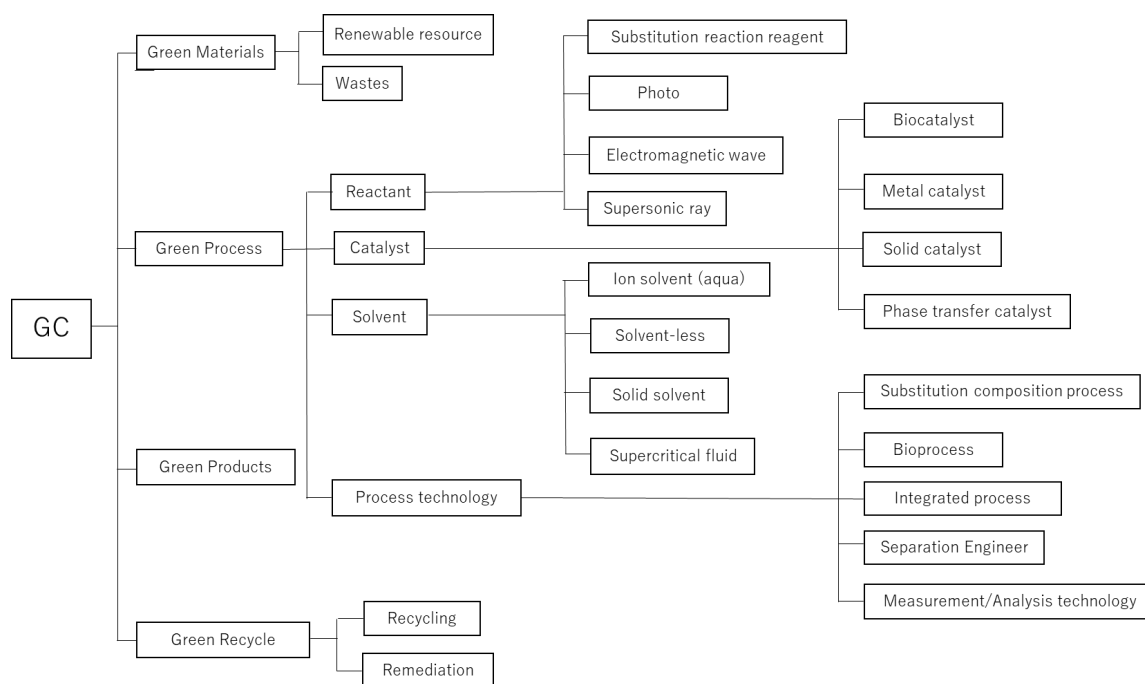 GC
Green Materials
Renewable resource
Wastes
Green Process
Reactant
Substitution reaction reagent
Photo
Electromagnetic wave
Supersonic ray
Catalyst
Biocatalyst
Metal catalyst
Solid catalyst
Phase transfer catalyst
Solvent
Ion solvent (aqua)
Solvent-less
Solid solvent
Supercritical fluid
Process technology
Substitution composition process
Bioprocess
Integrated process
Separation Engineer
Measurement/Analysis technology
Green Products
Green Recycle
Recycling
Remediation